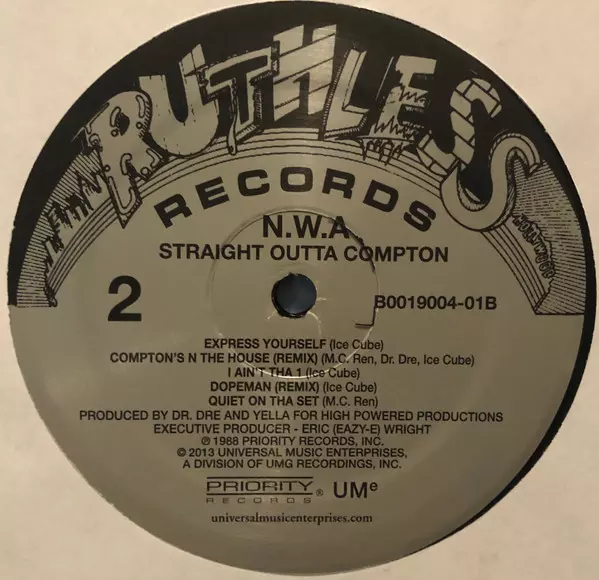 RUTHLESS
RECORDS
HOLLYWOOD
N.W.A
STRAIGHT OUTTA COMPTON
2
B0019004-01B
EXPRESS YOURSELF (Ice Cube)
COMPTON'S N THE HOUSE (REMIX) (M.C. Ren, Dr. Dre, Ice Cube)
I AIN'T THA 1 (Ice Cube)
DOPEMAN (REMIX) (Ice Cube)
QUIET ON THA SET (M.C. Ren)
PRODUCED BY DR. DRE AND YELLA FOR HIGH POWERED PRODUCTIONS
EXECUTIVE PRODUCER - ERIC (EAZY-E) WRIGHT
℗ 1988 PRIORITY RECORDS, INC.
© 2013 UNIVERSAL MUSIC ENTERPRISES,
A DIVISION OF UMG RECORDINGS, INC.
PRIORITY RECORDS® UMe
universalmusicenterprises.com